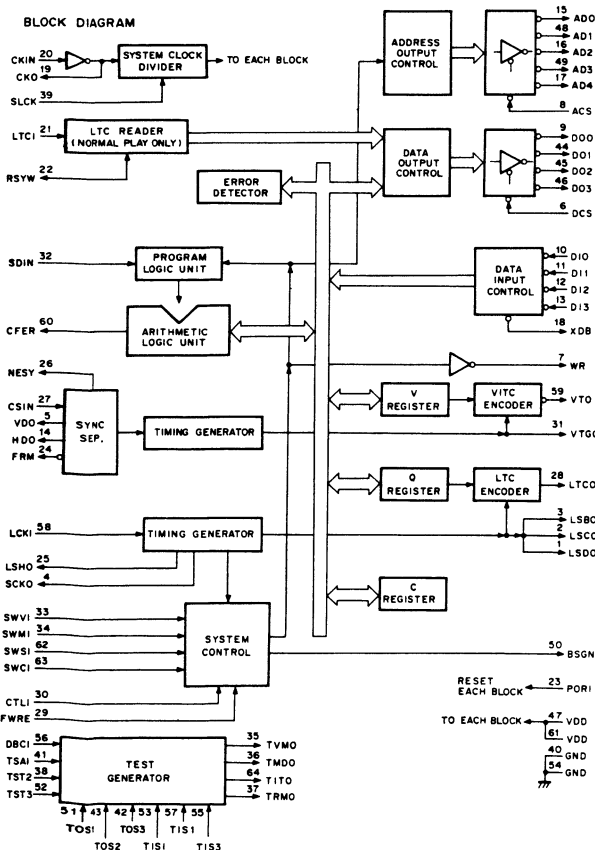 BLOCK DIAGRAM
CKIN 20
CKO 19
SYSTEM CLOCK
DIVIDER
TO EACH BLOCK
SLCK 39
LTCI 21
LTC READER
(NORMAL PLAY ONLY)
RSYW 22
ERROR
DETECTOR
ADDRESS
OUTPUT
CONTROL
15 AD0
48 AD1
16 AD2
49 AD3
17 AD4
8 ACS
DATA
OUTPUT
CONTROL
9 DO0
44 DO1
45 DO2
46 DO3
6 DCS
SDIN 32
PROGRAM
LOGIC UNIT
CFER 60
ARITHMETIC
LOGIC UNIT
DATA
INPUT
CONTROL
10 DI0
11 DI1
12 DI2
13 DI3
18 XDB
7 WR
NESY 26
CSIN 27
VDO 5
HDO 14
FRM 24
SYNC
SEP.
TIMING GENERATOR
V
REGISTER
VITC
ENCODER
59 VTO
31 VTGO
Q
REGISTER
LTC
ENCODER
28 LTCO
LCKI 58
TIMING GENERATOR
3 LSBO
2 LSCO
1 LSDO
LSHO 25
SCKO 4
C
REGISTER
SWVI 33
SWMI 34
SWSI 62
SWCI 63
SYSTEM
CONTROL
50 BSGN
CTLI 30
FWRE 29
RESET
EACH BLOCK
23 PORI
TO EACH BLOCK
47 VDD
61 VDD
40 GND
54 GND
DBCI 56
TSAI 41
TST2 38
TST3 52
TEST
GENERATOR
35 TVMO
36 TMDO
64 TITO
37 TRMO
51 43 42 53 57 55
TOS1 TOS3 TIS1
TOS2 TIS1 TIS3